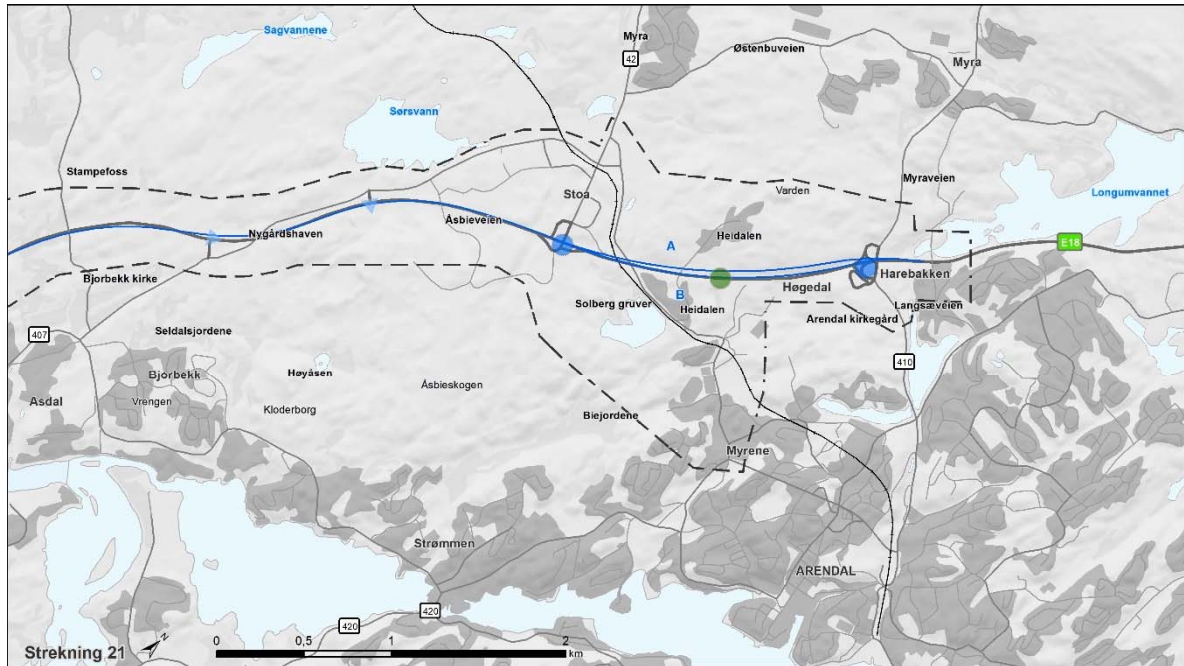 Sagvannene
Myra
Østenbuveien
42
Myra
Sørsvann
Stampefoss
Stoa
Varden
Myraveien
Longumvannet
Nygårdshaven
Åsbieveien
A
Heidalen
E18
Bjorbekk kirke
B
Høgedal
Harebakken
Solberg gruver
Heidalen
Langsæveien
Arendal kirkegård
407
Seldalsjordene
410
Bjorbekk
Høyåsen
Åsbieskogen
Asdal
Vrengen
Kloderborg
Biejordene
Myrene
Strømmen
ARENDAL
420
420
Strekning 21
N
0 0,5 1 2
km